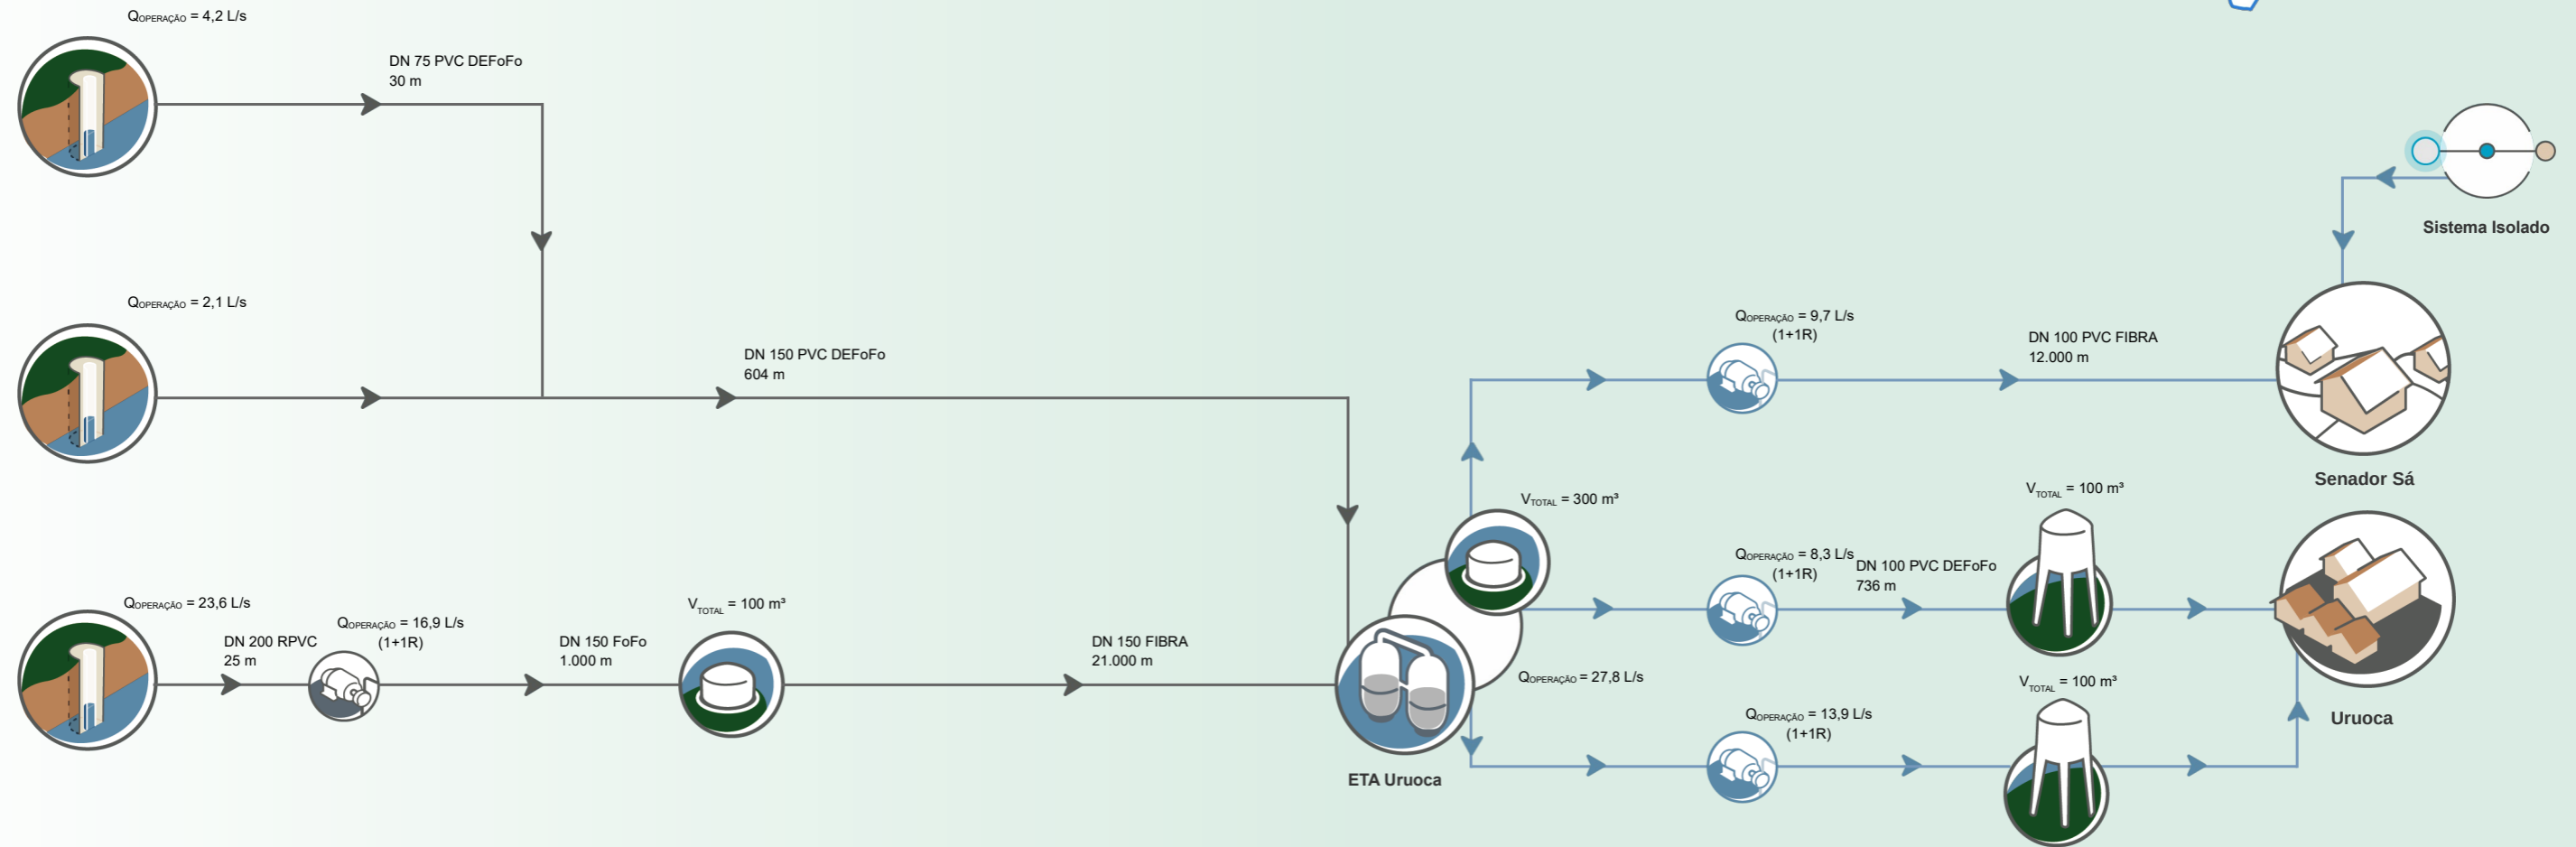 QOPERAÇÃO = 4,2 L/s
DN 75 PVC DEFoFo
30 m
Sistema Isolado
QOPERAÇÃO = 2,1 L/s
DN 150 PVC DEFoFo
604 m
QOPERAÇÃO = 9,7 L/s
(1+1R)
DN 100 PVC FIBRA
12.000 m
Senador Sá
VTOTAL = 300 m³
VTOTAL = 100 m³
QOPERAÇÃO = 8,3 L/s
(1+1R)
DN 100 PVC DEFoFo
736 m
QOPERAÇÃO = 23,6 L/s
DN 200 RPVC
25 m
QOPERAÇÃO = 16,9 L/s
(1+1R)
DN 150 FoFo
1.000 m
VTOTAL = 100 m³
DN 150 FIBRA
21.000 m
QOPERAÇÃO = 27,8 L/s
VTOTAL = 100 m³
QOPERAÇÃO = 13,9 L/s
(1+1R)
Uruoca
ETA Uruoca